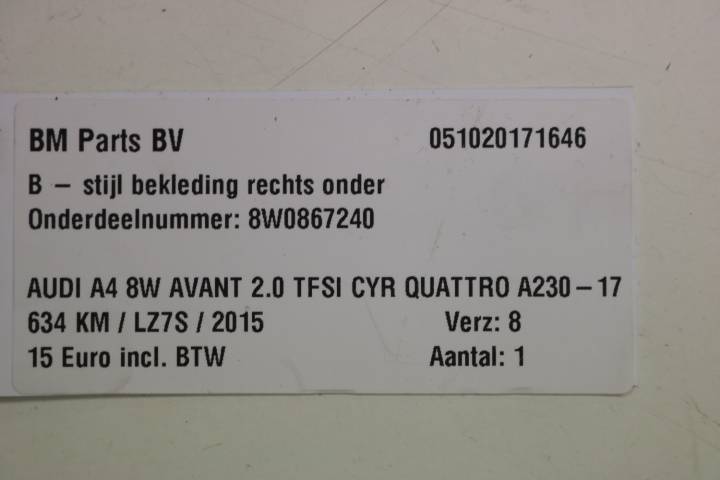 BM Parts BV 051020171646
B – stijl bekleding rechts onder
Onderdeelnummer: 8W0867240
AUDI A4 8W AVANT 2.0 TFSI CYR QUATTRO A230 – 17
634 KM / LZ7S / 2015 Verz: 8
15 Euro incl. BTW Aantal: 1